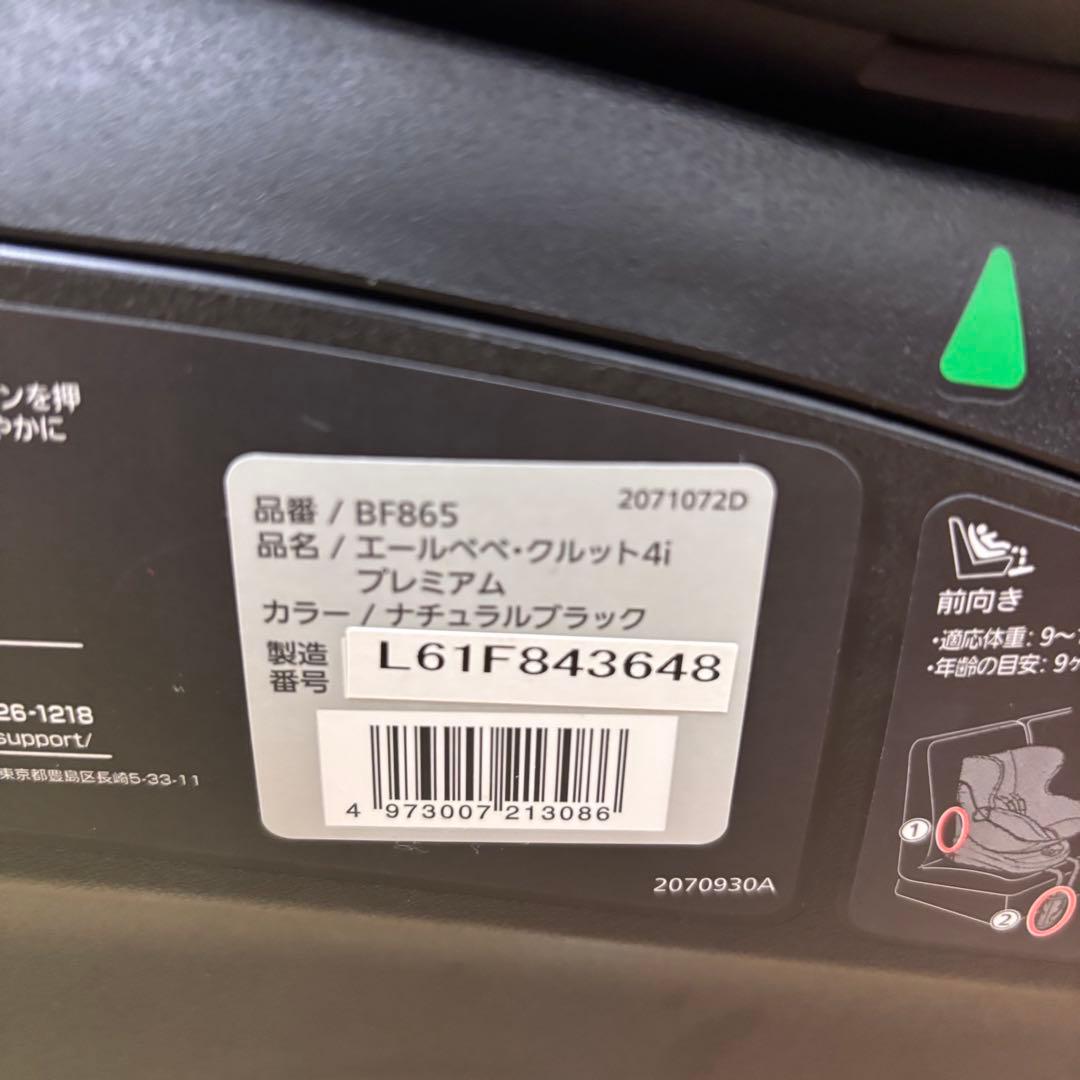 ンを押
やかに
品番 / BF865
2071072D
品名 / エールベベ・クルット4i
プレミアム
カラー / ナチュラルブラック
製造
番号
L61F843648
4 973007 213086
2070930A
26-1218
support/
東京都豊島区長崎5-33-11
前向き
・適応体重: 9~
・年齢の目安: 9ヶ
1
2